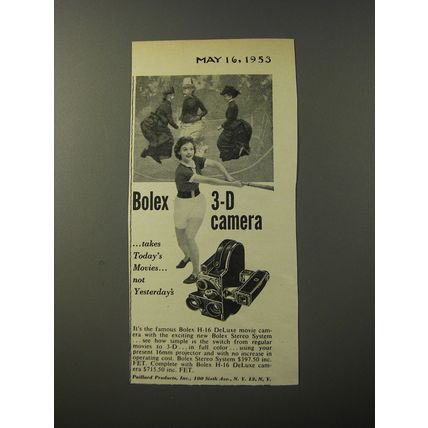 MAY 16, 1953
Bolex 3-D
camera
...takes
Today's
Movies...
not
Yesterday's
It's the famous Bolex H-16 DeLuxe movie cam-
era with the exciting new Bolex Stereo System
... see how simple is the switch from regular
movies to 3-D ... in full color ... using your
present 16mm projector and with no increase in
operating cost. Bolex Stereo System $397.50 inc.
FET. Complete with Bolex H-16 DeLuxe cam-
era $715.50 inc. FET.
Paillard Products, Inc., 100 Sixth Ave., N. Y. 13, N. Y.